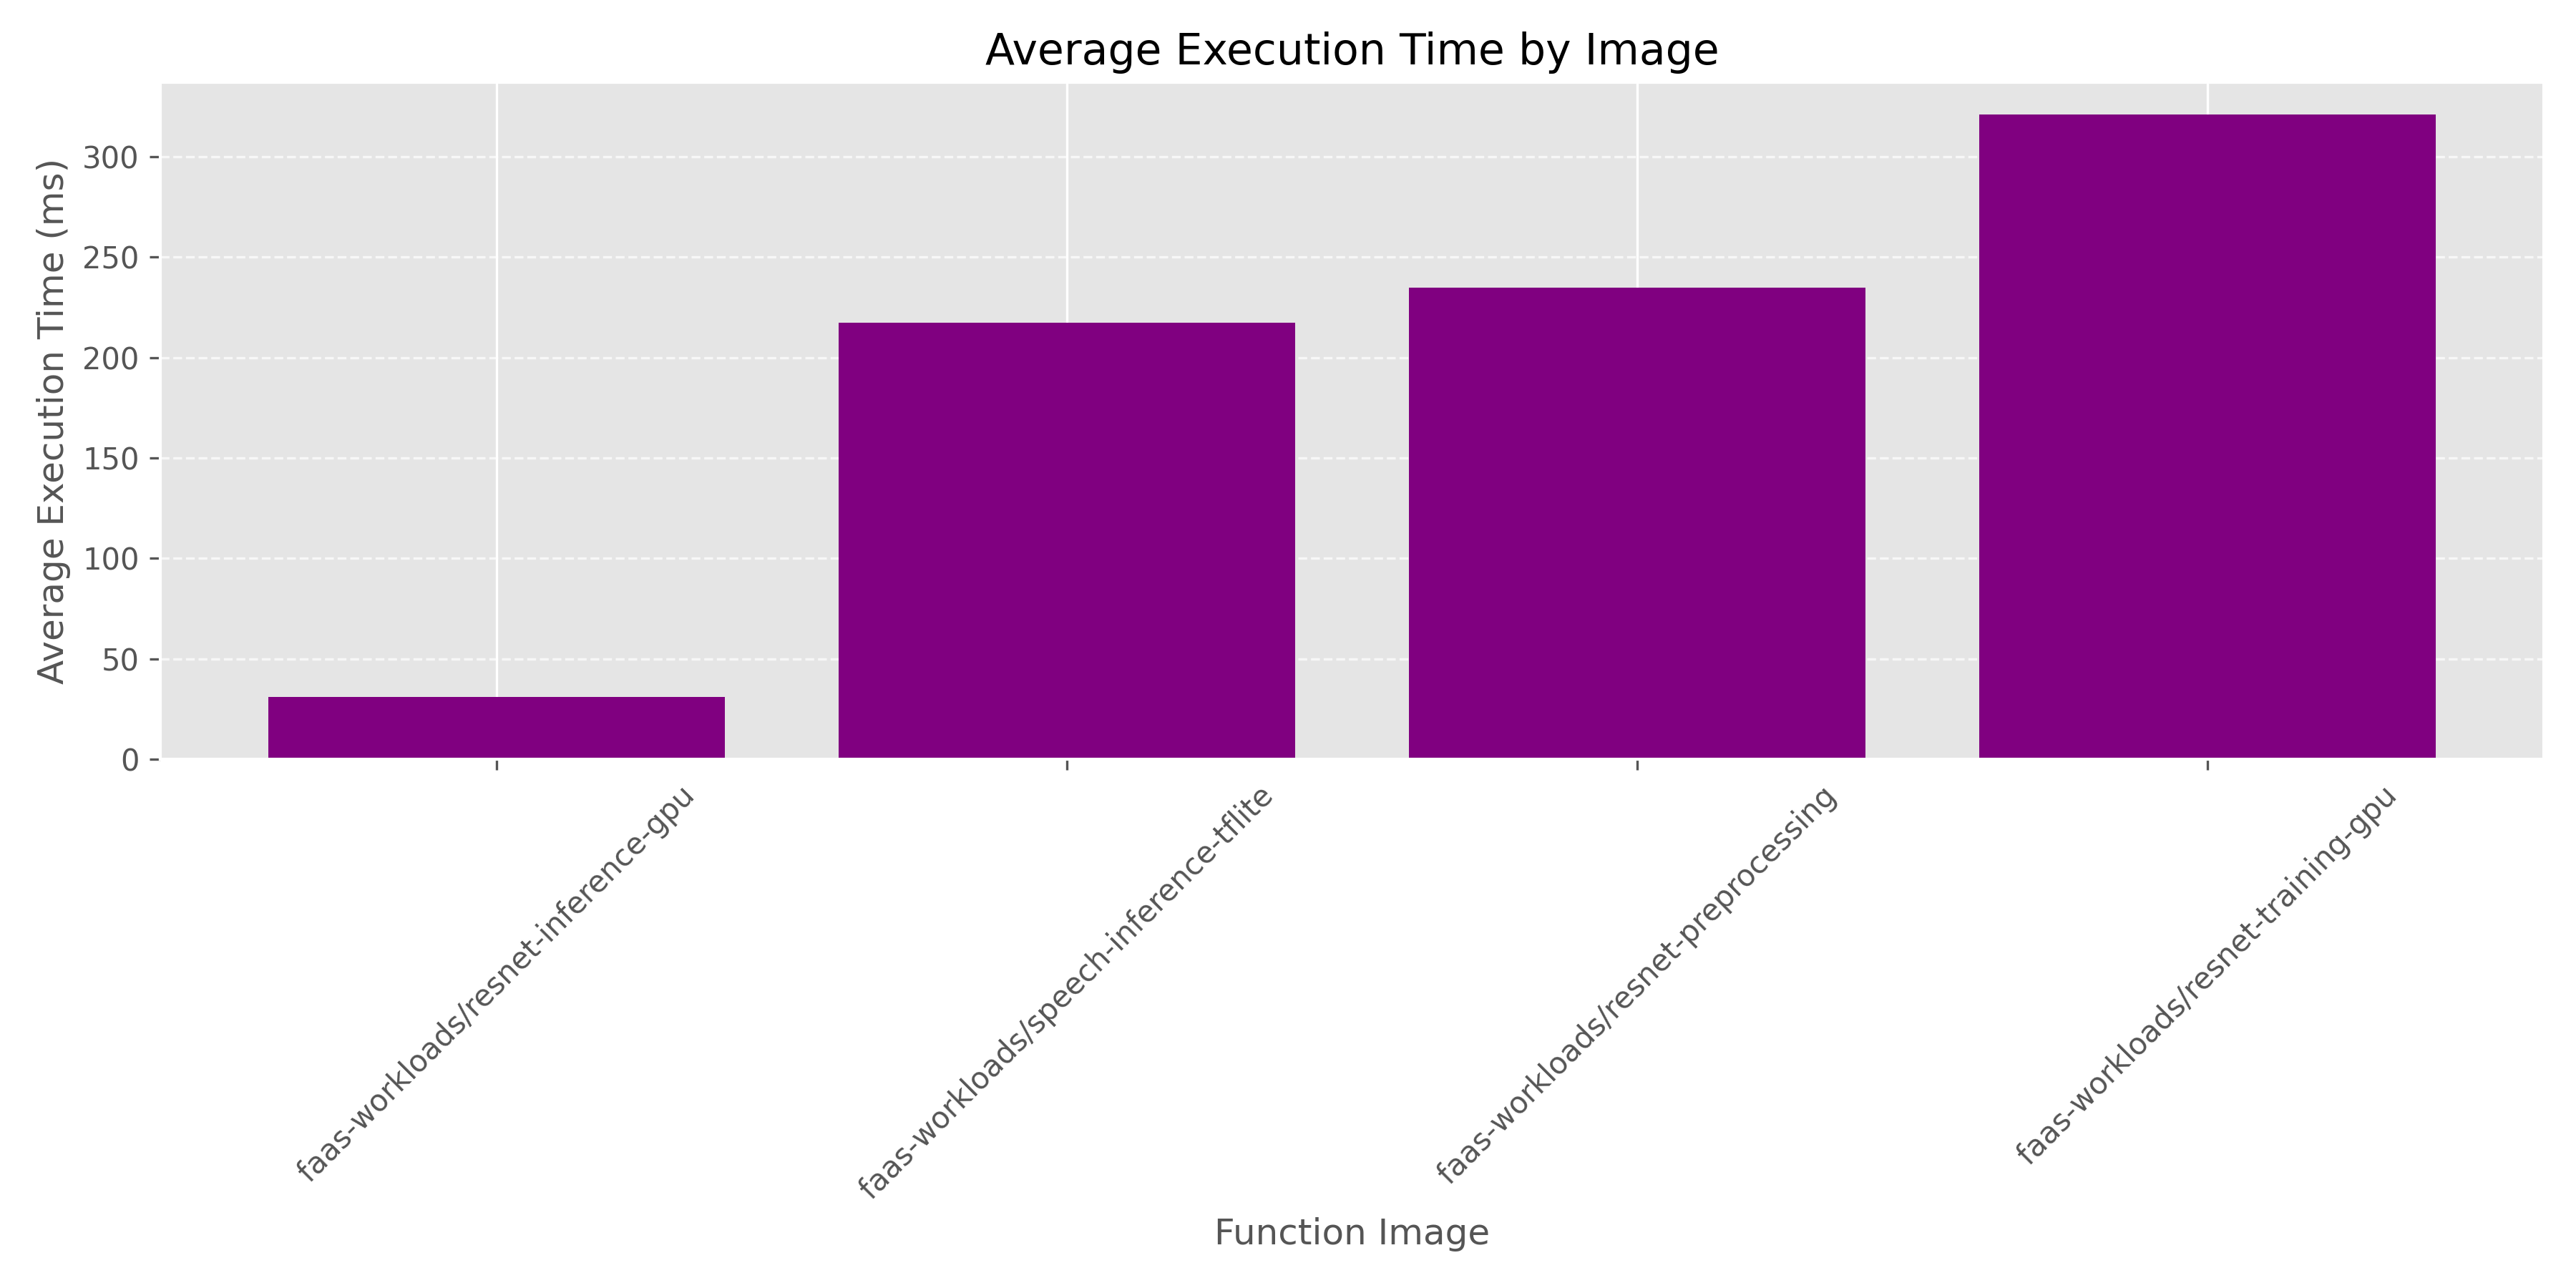 Average Execution Time by Image
Average Execution Time (ms)
300
250
200
150
100
50
0
faas-workloads/resnet-inference-gpu
faas-workloads/speech-inference-tflite
faas-workloads/resnet-preprocessing
faas-workloads/resnet-training-gpu
Function Image